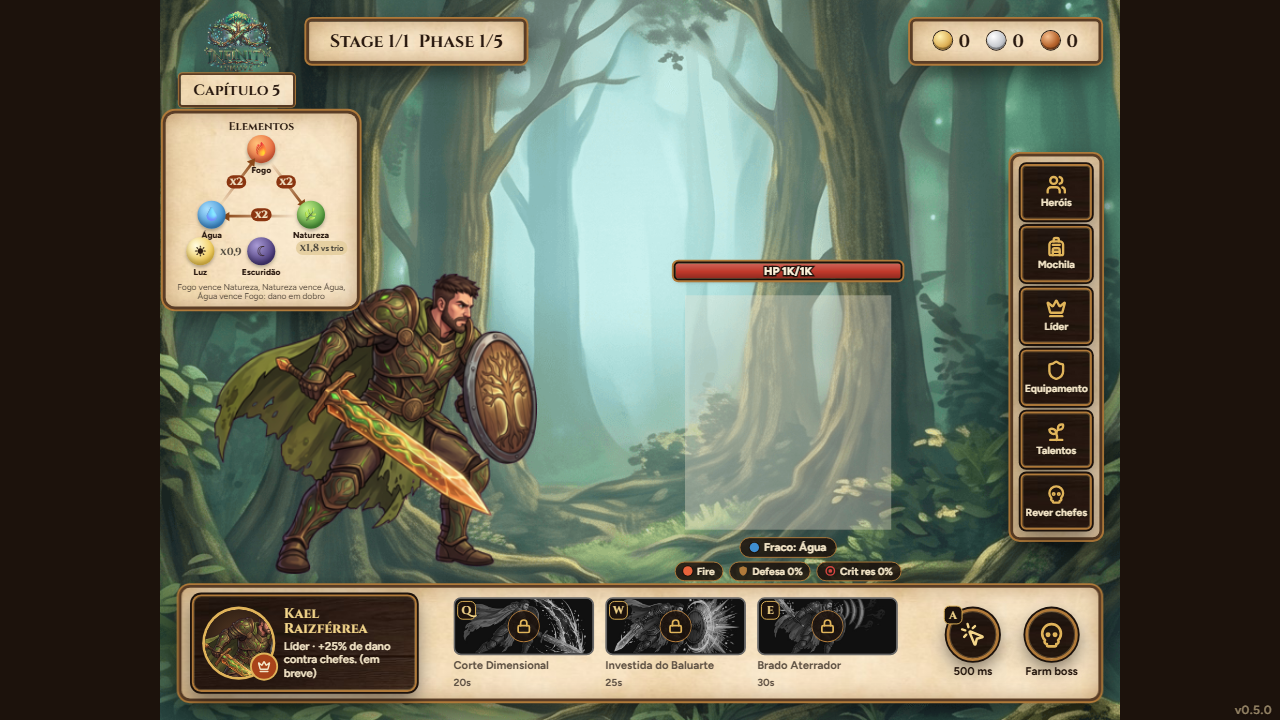 Stage 1/1 Phase 1/5
0 0 0
Capítulo 5
Elementos
Fogo
x2 x2
x2
Água
Natureza
x0,9
x1,8 vs trio
Luz
Escuridão
Fogo vence Natureza, Natureza vence Água,
Água vence Fogo: dano em dobro
HP 1K/1K
Heróis
Mochila
Líder
Equipamento
Talentos
Rever chefes
Fraco: Água
Fire
Defesa 0%
Crit res 0%
Kael
Raizférrea
Líder · +25% de dano
contra chefes. (em
breve)
Q
Corte Dimensional
20s
W
Investida do Baluarte
25s
E
Brado Aterrador
30s
A
500 ms
Farm boss
v0.5.0